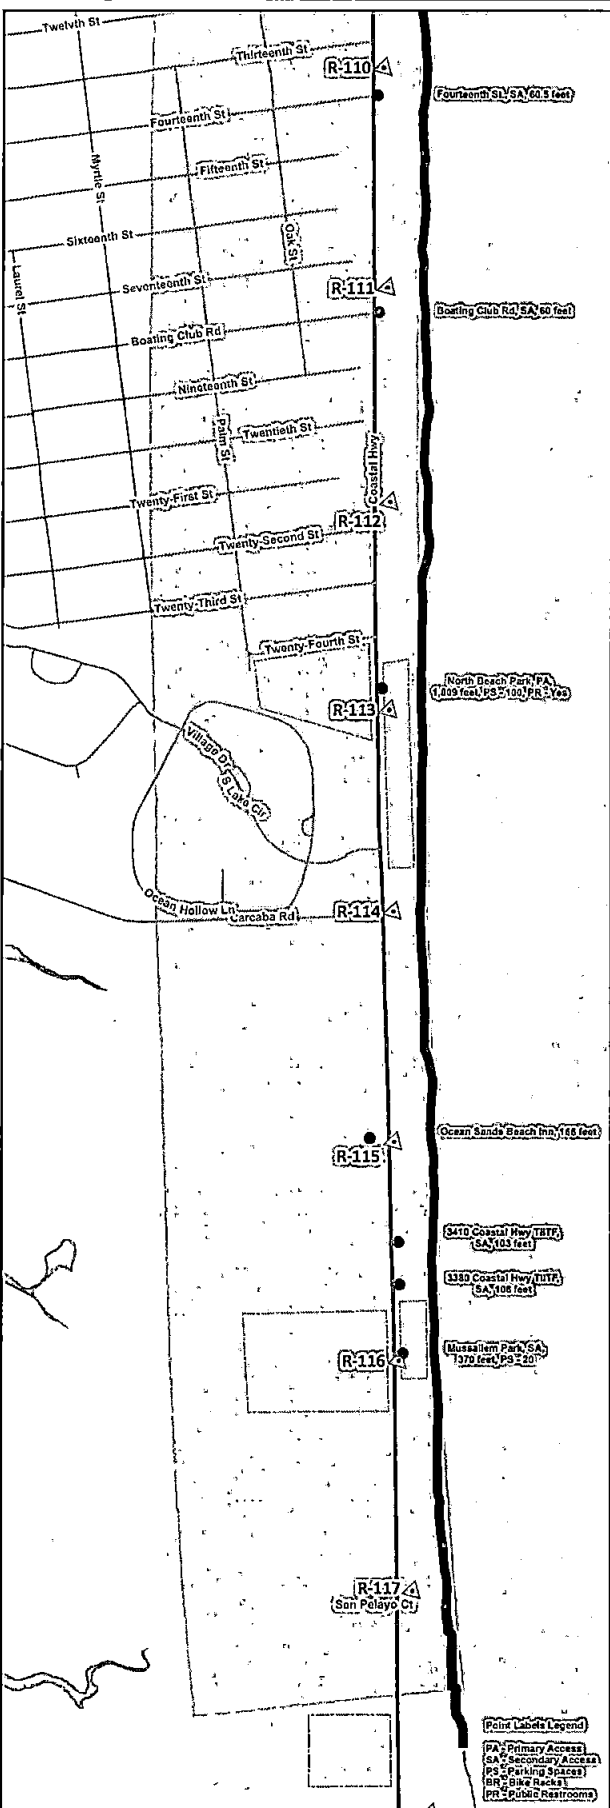 Twelvth St
Thirteenth St
R-110
Fourteenth St, SA, 60.5 feet
Fourteenth St
Fifteenth St
Myrtle St
Oak St
Sixteenth St
Laurel St
Seventeenth St
R-111
Boating Club Rd, SA, 60 feet
Boating Club Rd
Nineteenth St
Palm St
Twentieth St
Coastal Hwy
Twenty-First St
R-112
Twenty-Second St
Twenty-Third St
Twenty-Fourth St
North Beach Park, PA,
1,009 feet, PS - 100, PR - Yes
R-113
Village Dr
S Lake Cir
Ocean Hollow Ln
Carcaba Rd
R-114
Ocean Sands Beach Inn, 166 feet
R-115
3410 Coastal Hwy TIITF,
SA, 103 feet
3380 Coastal Hwy TIITF,
SA, 106 feet
Mussallem Park, SA,
370 feet, PS - 20
R-116
R-117
San Pelayo Ct
Point Labels Legend
PA - Primary Access
SA - Secondary Access
PS - Parking Spaces
BR - Bike Racks
PR - Public Restrooms